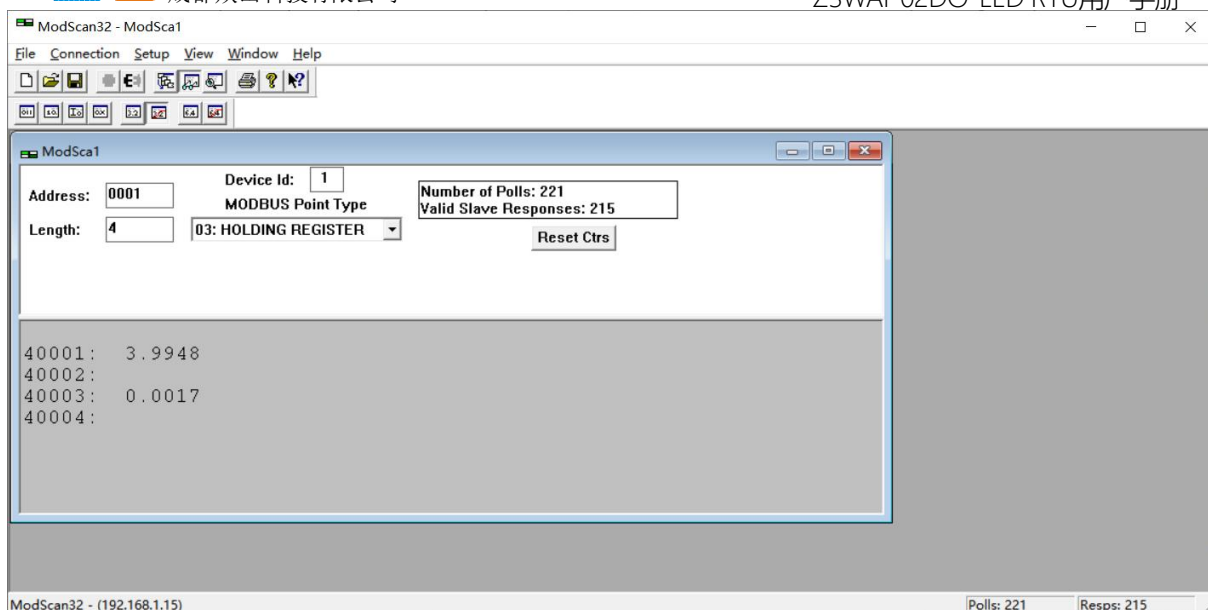 ModScan32 - ModSca1
File Connection Setup View Window Help
ModSca1
Address: 0001
Device Id: 1
MODBUS Point Type
Length: 4
03: HOLDING REGISTER
Number of Polls: 221
Valid Slave Responses: 215
Reset Ctrs
40001: 3.9948
40002:
40003: 0.0017
40004:
ModScan32 - (192.168.1.15)
Polls: 221
Resps: 215